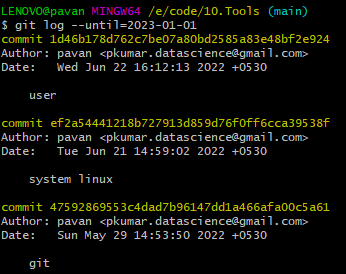 LENOVO@pavan MINGW64 /e/code/10.Tools (main)
$ git log --until=2023-01-01
commit 1d46b178d762c7be07a80bd2585a83e48bf2e924
Author: pavan <pkumar.datascience@gmail.com>
Date:   Wed Jun 22 16:12:13 2022 +0530
user
commit ef2a54441218b727913d859d76f0ff6cca39538f
Author: pavan <pkumar.datascience@gmail.com>
Date:   Tue Jun 21 14:59:02 2022 +0530
system linux
commit 47592869553c4dad7b96147dd1a466afa00c5a61
Author: pavan <pkumar.datascience@gmail.com>
Date:   Sun May 29 14:53:50 2022 +0530
git